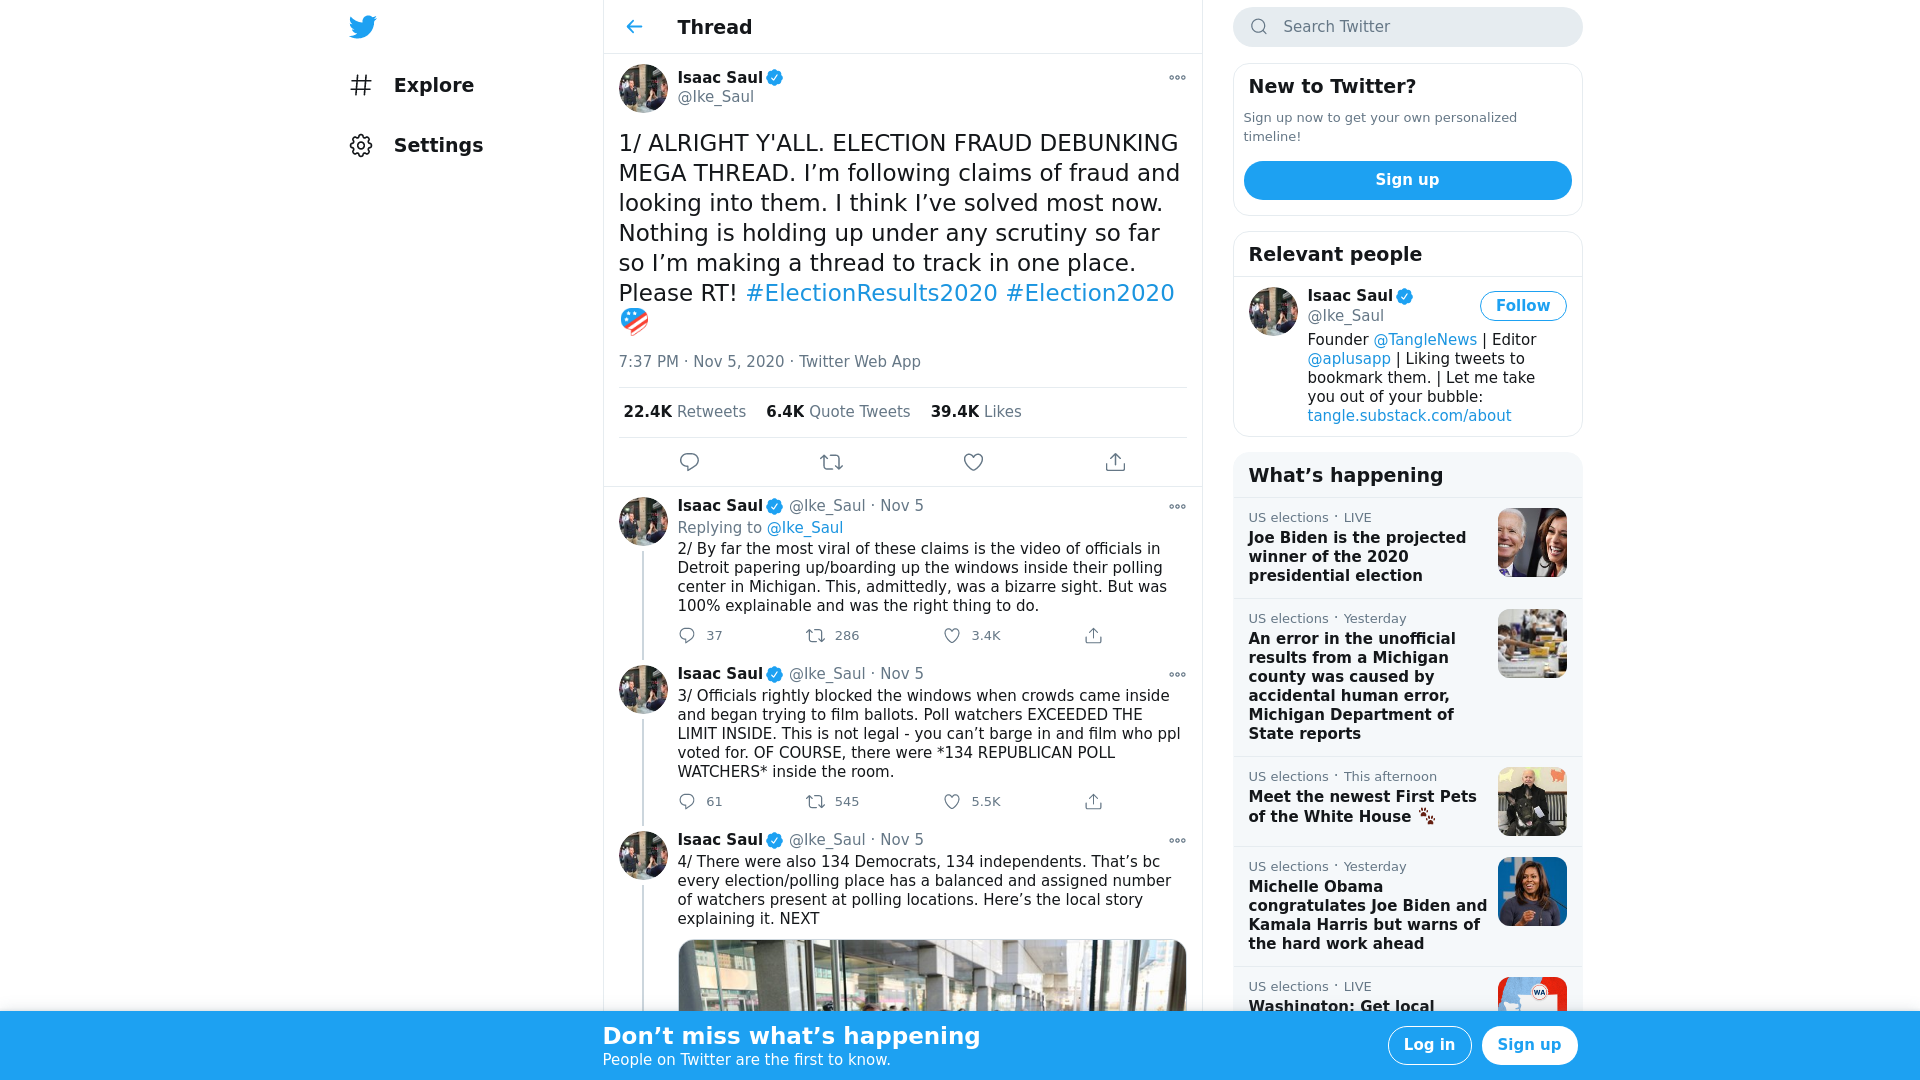 Explore
Settings
Thread
Isaac Saul
@Ike_Saul
1/ ALRIGHT Y'ALL. ELECTION FRAUD DEBUNKING
MEGA THREAD. I’m following claims of fraud and
looking into them. I think I’ve solved most now.
Nothing is holding up under any scrutiny so far
so I’m making a thread to track in one place.
Please RT! #ElectionResults2020 #Election2020
7:37 PM · Nov 5, 2020 · Twitter Web App
22.4K Retweets 6.4K Quote Tweets 39.4K Likes
Isaac Saul @Ike_Saul · Nov 5
Replying to @Ike_Saul
2/ By far the most viral of these claims is the video of officials in
Detroit papering up/boarding up the windows inside their polling
center in Michigan. This, admittedly, was a bizarre sight. But was
100% explainable and was the right thing to do.
37 286 3.4K
Isaac Saul @Ike_Saul · Nov 5
3/ Officials rightly blocked the windows when crowds came inside
and began trying to film ballots. Poll watchers EXCEEDED THE
LIMIT INSIDE. This is not legal - you can’t barge in and film who ppl
voted for. OF COURSE, there were *134 REPUBLICAN POLL
WATCHERS* inside the room.
61 545 5.5K
Isaac Saul @Ike_Saul · Nov 5
4/ There were also 134 Democrats, 134 independents. That’s bc
every election/polling place has a balanced and assigned number
of watchers present at polling locations. Here’s the local story
explaining it. NEXT
Search Twitter
New to Twitter?
Sign up now to get your own personalized
timeline!
Sign up
Relevant people
Isaac Saul
@Ike_Saul
Follow
Founder @TangleNews | Editor
@aplusapp | Liking tweets to
bookmark them. | Let me take
you out of your bubble:
tangle.substack.com/about
What’s happening
US elections · LIVE
Joe Biden is the projected
winner of the 2020
presidential election
US elections · Yesterday
An error in the unofficial
results from a Michigan
county was caused by
accidental human error,
Michigan Department of
State reports
US elections · This afternoon
Meet the newest First Pets
of the White House
US elections · Yesterday
Michelle Obama
congratulates Joe Biden and
Kamala Harris but warns of
the hard work ahead
US elections · LIVE
Washington: Get local
WA
Don’t miss what’s happening
People on Twitter are the first to know.
Log in
Sign up